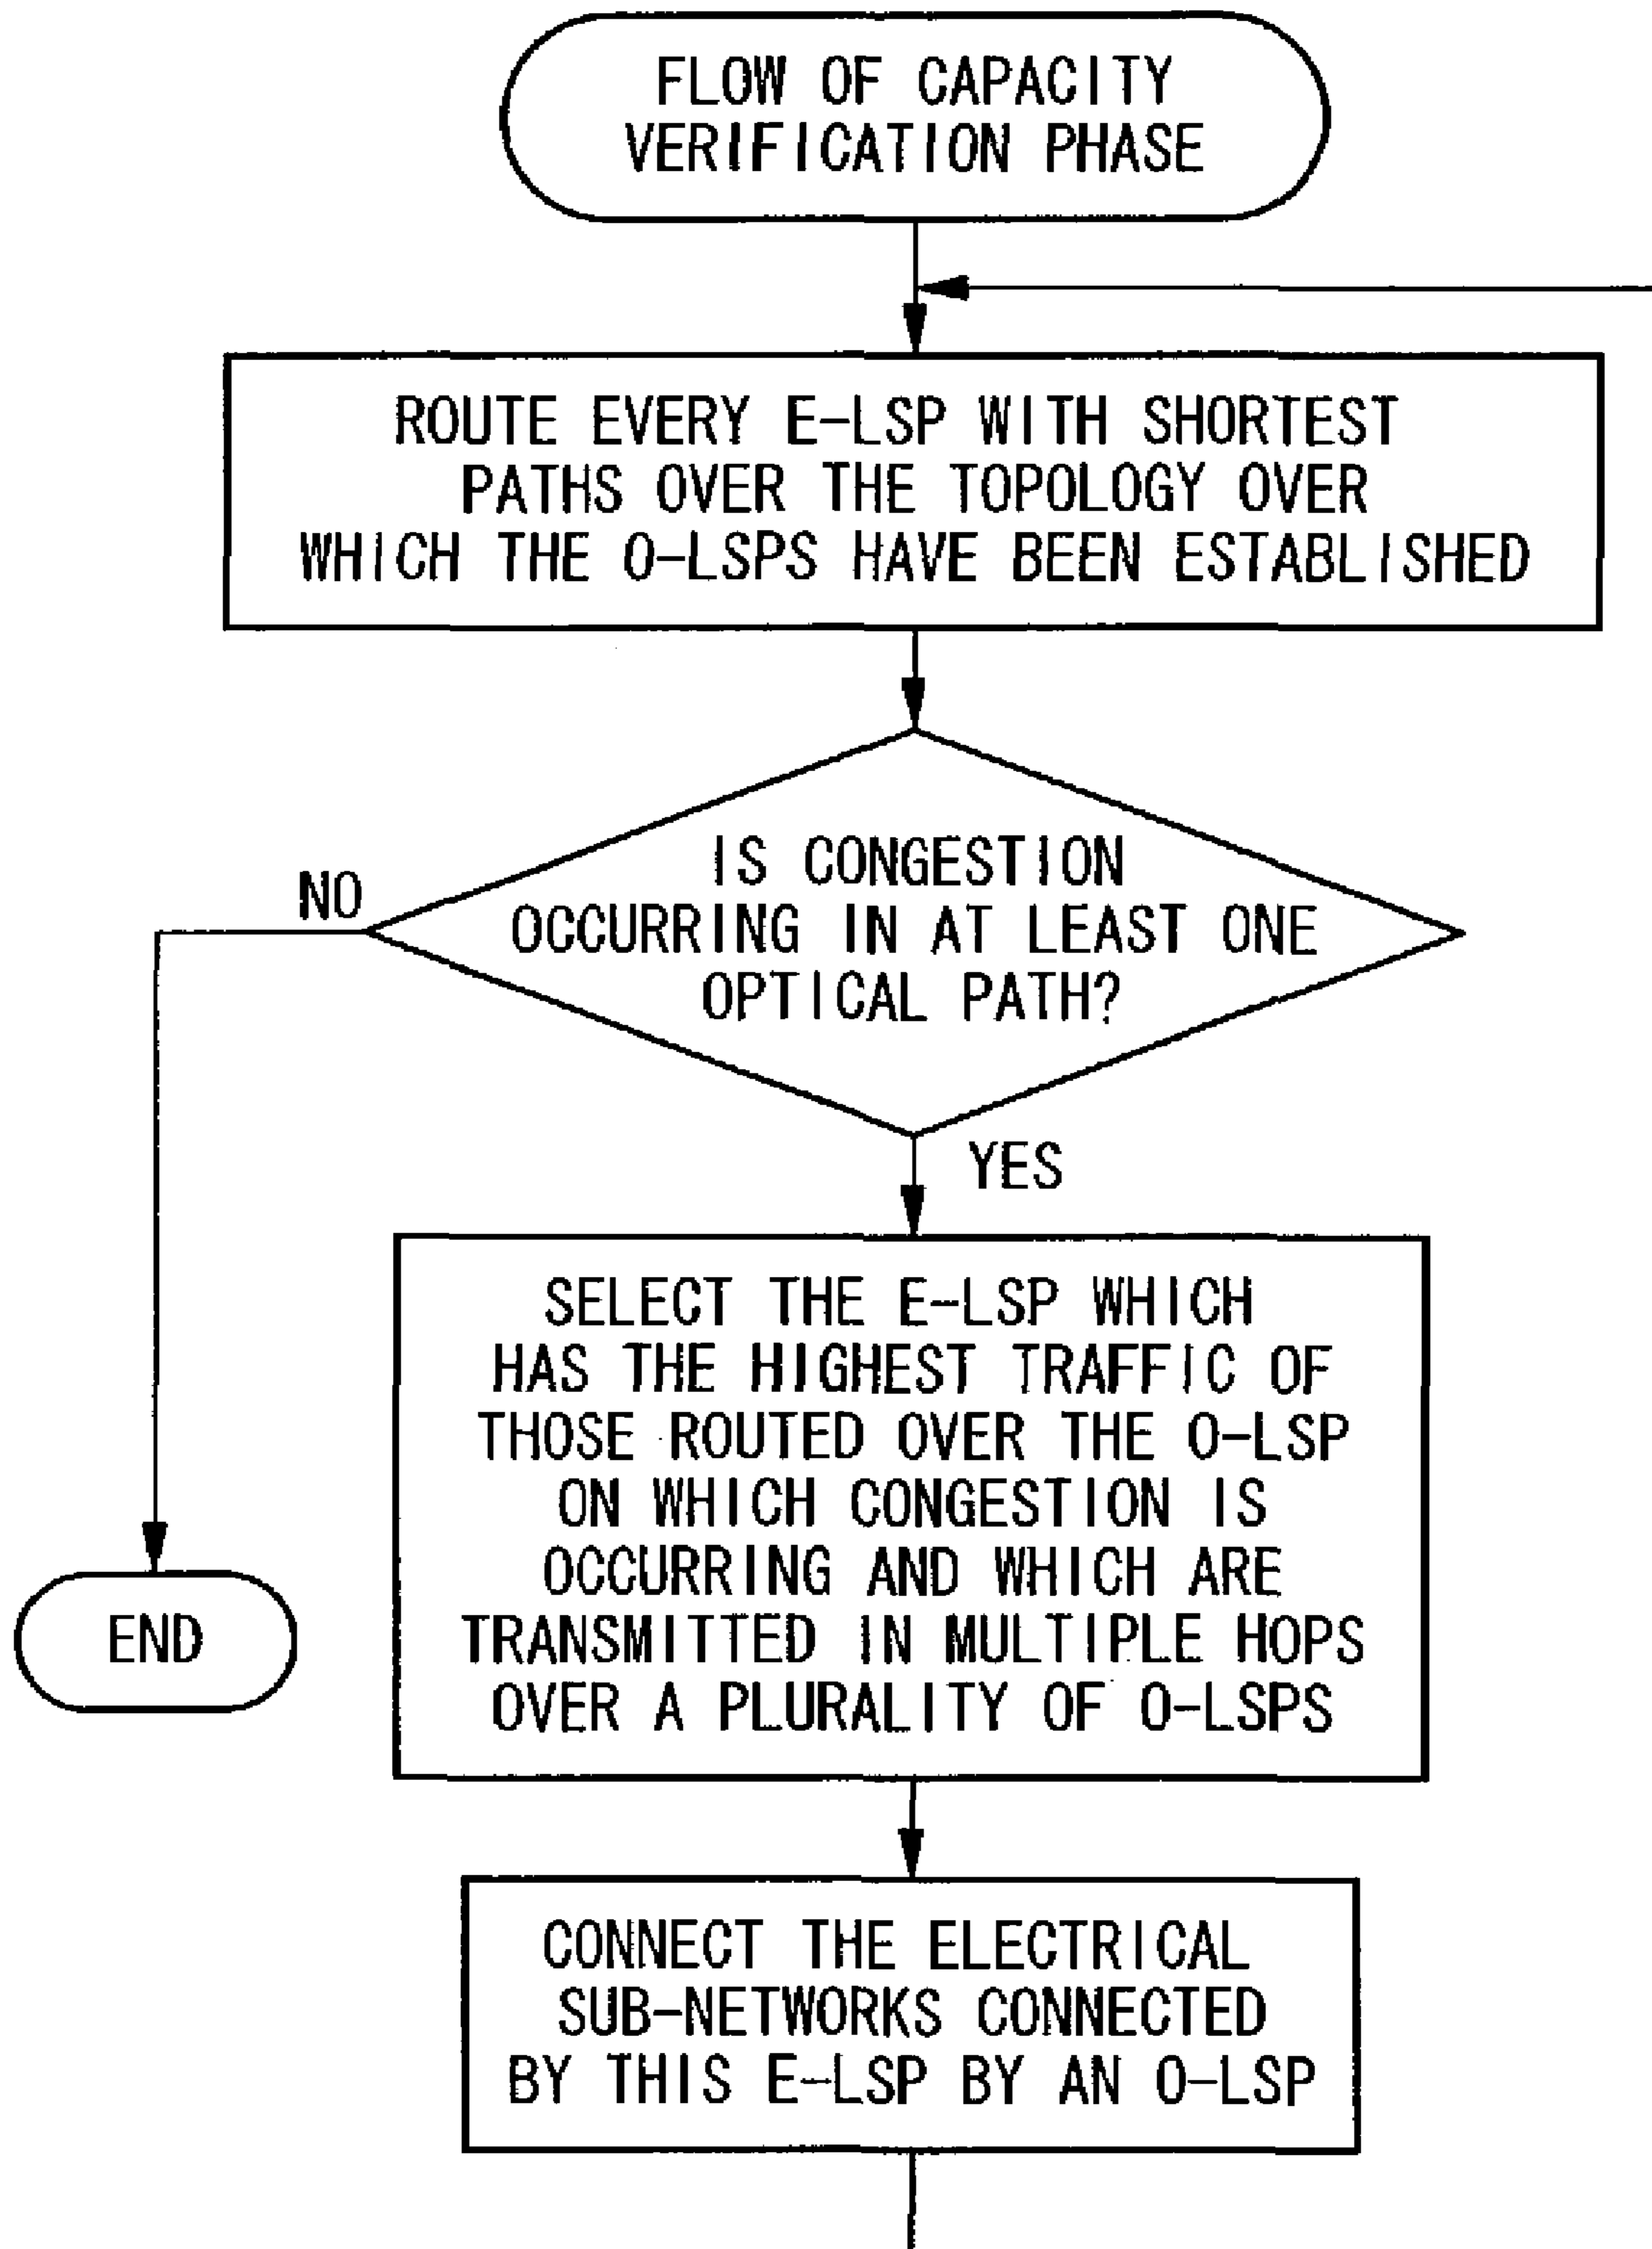 FLOW OF CAPACITY
VERIFICATION PHASE
ROUTE EVERY E-LSP WITH SHORTEST
PATHS OVER THE TOPOLOGY OVER
WHICH THE O-LSPS HAVE BEEN ESTABLISHED
IS CONGESTION
OCCURRING IN AT LEAST ONE
OPTICAL PATH?
NO
YES
SELECT THE E-LSP WHICH
HAS THE HIGHEST TRAFFIC OF
THOSE ROUTED OVER THE O-LSP
ON WHICH CONGESTION IS
OCCURRING AND WHICH ARE
TRANSMITTED IN MULTIPLE HOPS
OVER A PLURALITY OF O-LSPS
END
CONNECT THE ELECTRICAL
SUB-NETWORKS CONNECTED
BY THIS E-LSP BY AN O-LSP